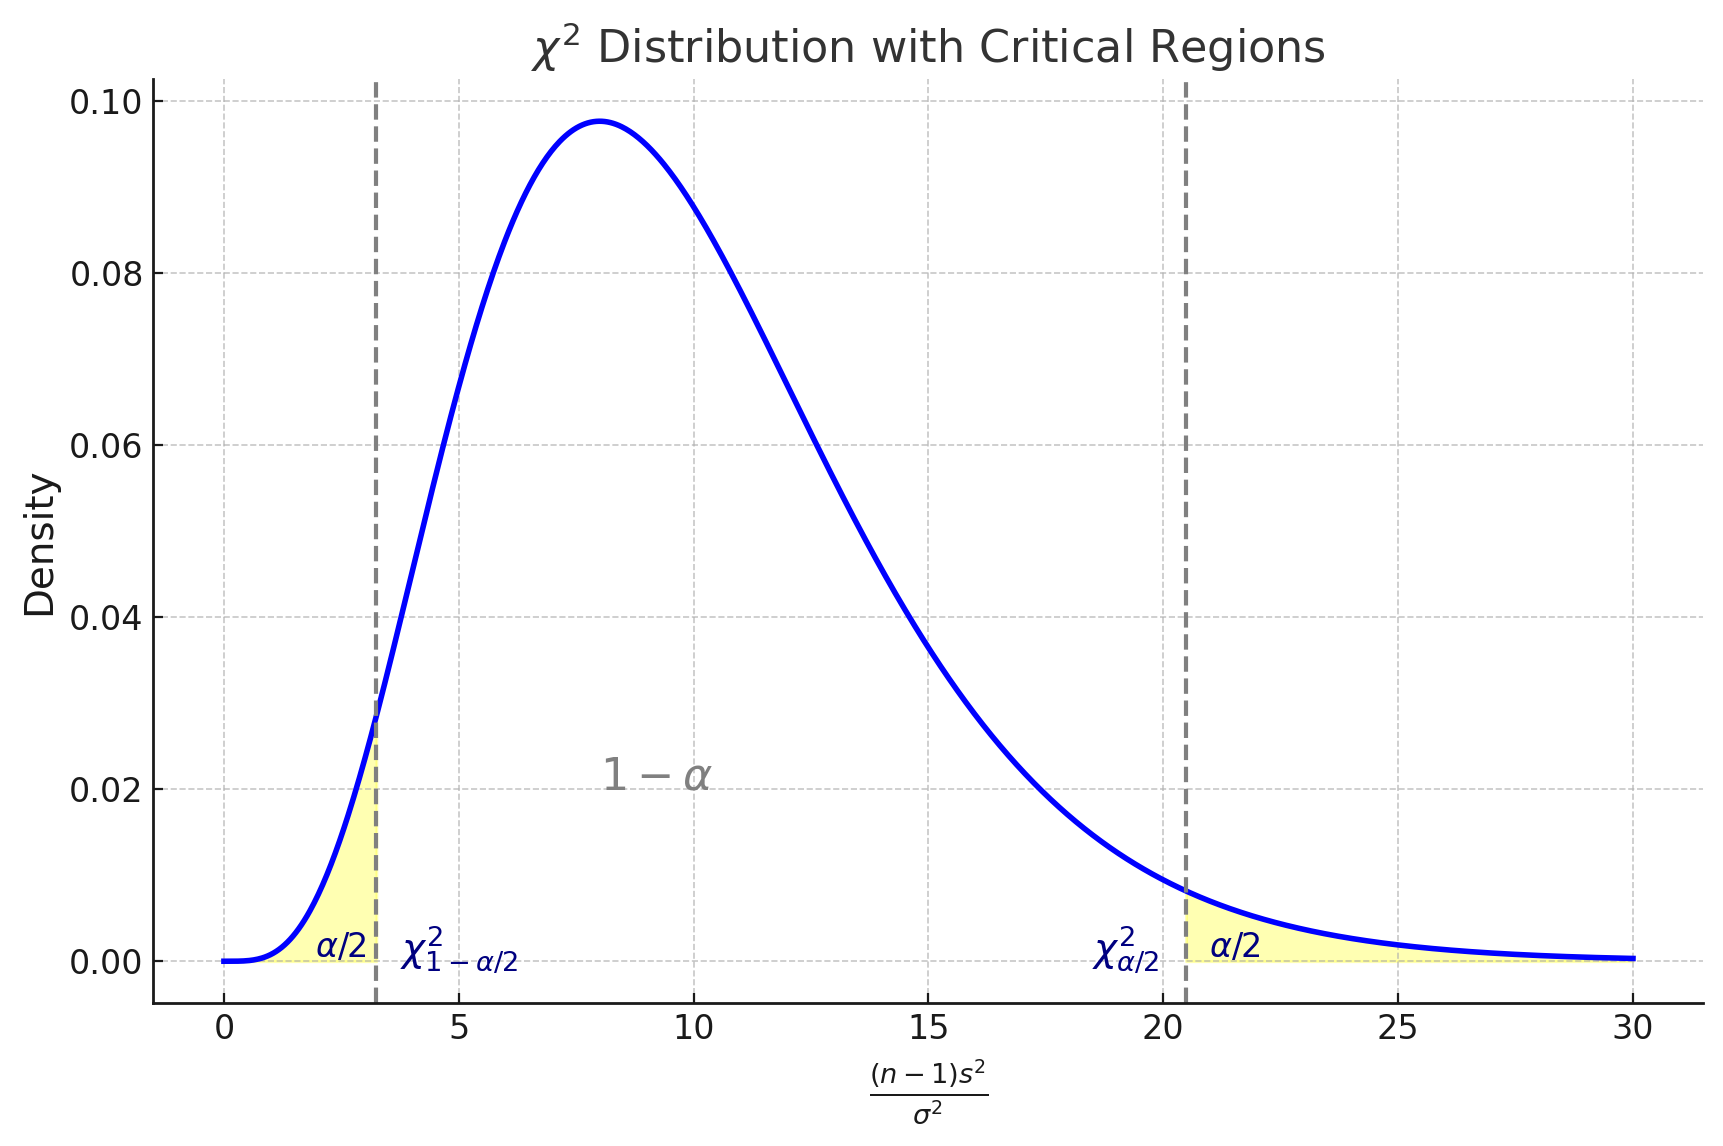 χ² Distribution with Critical Regions
0.10
0.08
0.06
0.04
0.02
0.00
Density
1 − α
α/2 χ²₁₋α/₂ χ²α/₂ α/2
0 5 10 15 20 25 30
(n − 1)s²
σ²